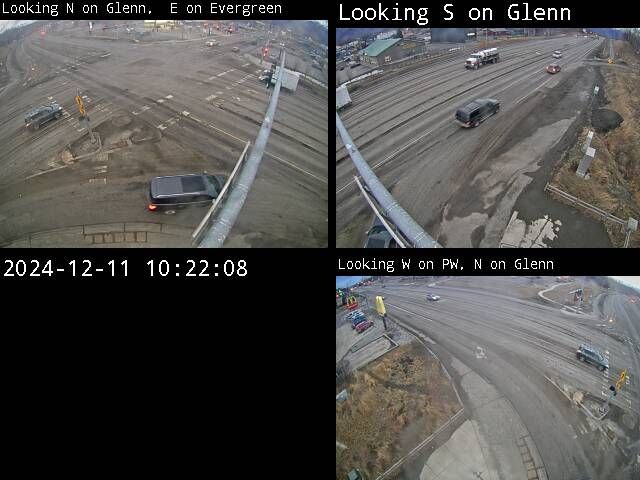 Looking N on Glenn,  E on Evergreen
Looking S on Glenn
2024-12-11 10:22:08
Looking W on PW, N on Glenn